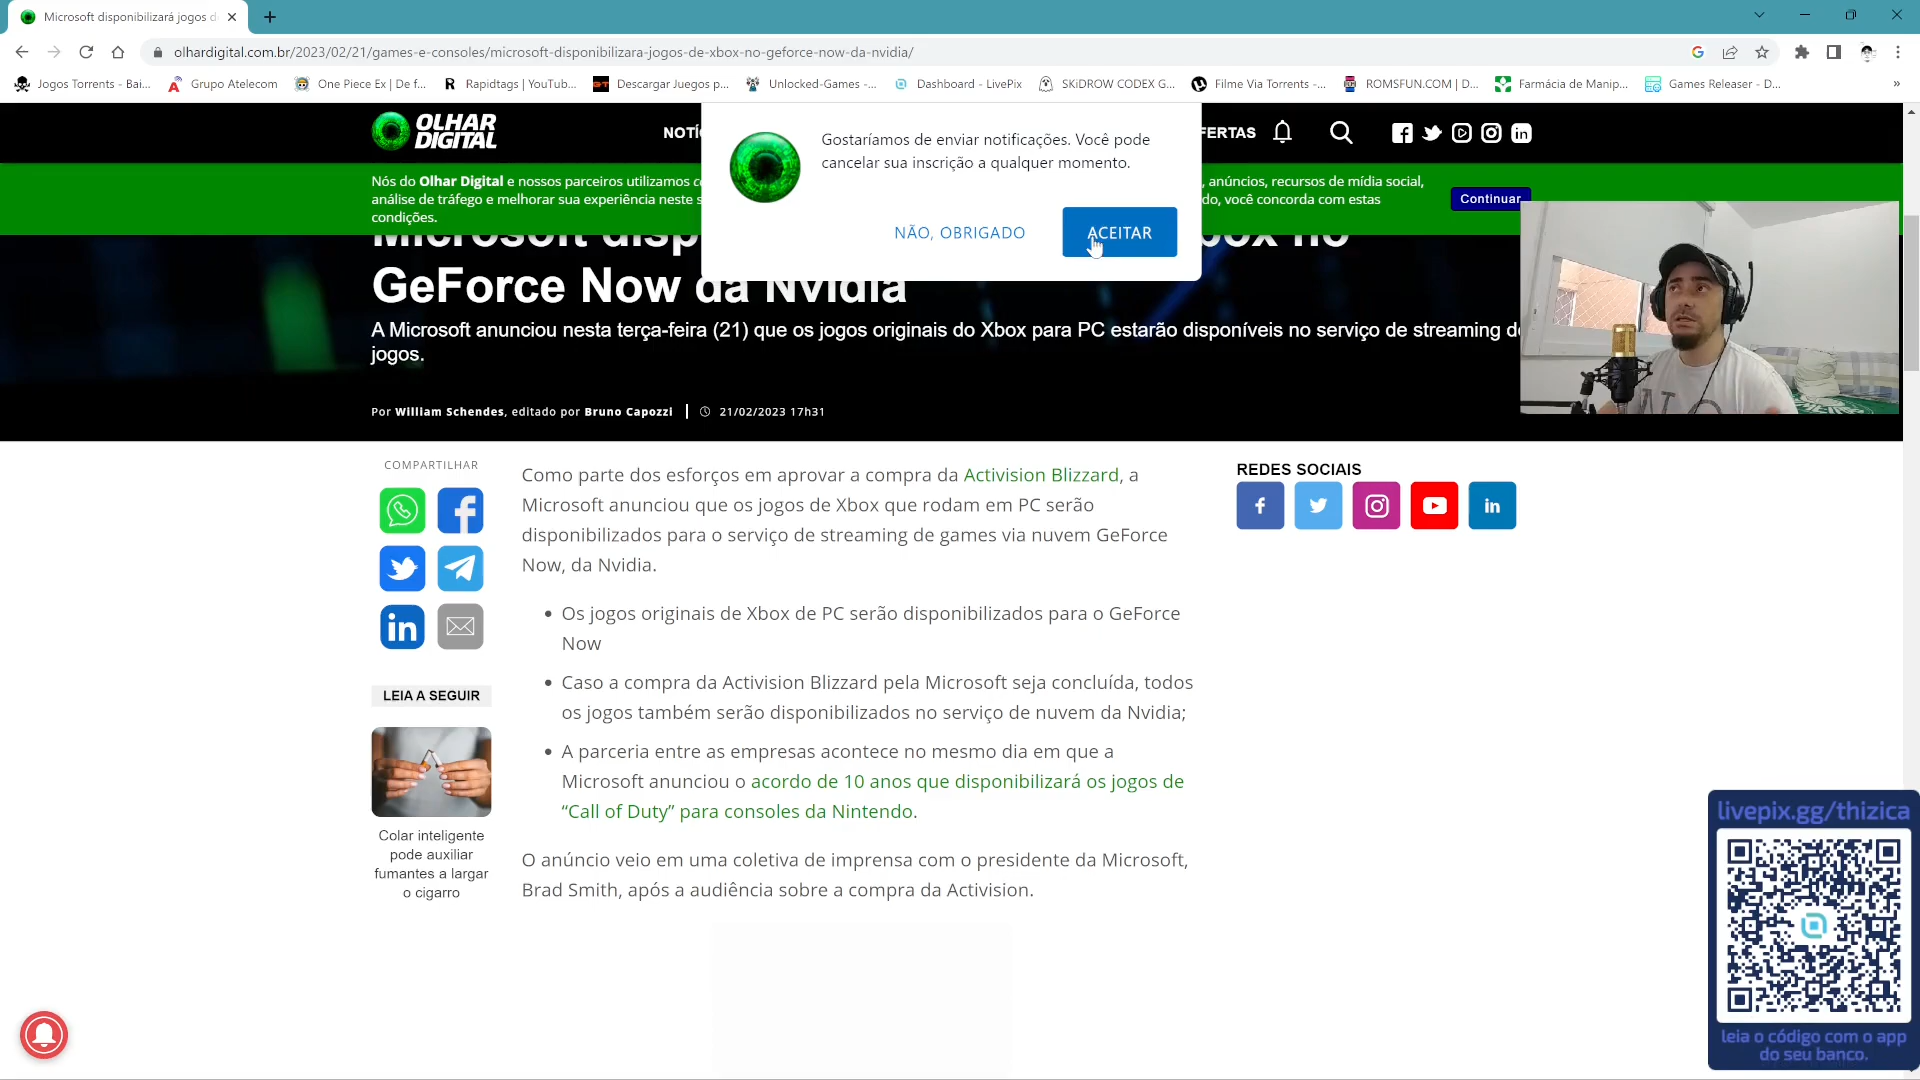 Microsoft disponibilizará jogos d
olhardigital.com.br/2023/02/21/games-e-consoles/microsoft-disponibilizara-jogos-de-xbox-no-geforce-now-da-nvidia/
Jogos Torrents - Bai... Grupo Atelecom One Piece Ex | De f... Rapidtags | YouTub... Descargar Juegos p... Unlocked-Games -... Dashboard - LivePix SKiDROW CODEX G... Filme Via Torrents -... ROMSFUN.COM | D... Farmácia de Manip... Games Releaser - D... »
OLHAR
DIGITAL
NOTÍ
FERTAS
Gostaríamos de enviar notificações. Você pode
cancelar sua inscrição a qualquer momento.
NÃO, OBRIGADO ACEITAR
Nós do Olhar Digital e nossos parceiros utilizamos c , anúncios, recursos de mídia social,
análise de tráfego e melhorar sua experiência neste s do, você concorda com estas
condições.
Continuar
Microsoft disp box no
GeForce Now da Nvidia
A Microsoft anunciou nesta terça-feira (21) que os jogos originais do Xbox para PC estarão disponíveis no serviço de streaming de
jogos.
Por William Schendes, editado por Bruno Capozzi 21/02/2023 17h31
COMPARTILHAR
LEIA A SEGUIR
Colar inteligente
pode auxiliar
fumantes a largar
o cigarro
Como parte dos esforços em aprovar a compra da Activision Blizzard, a
Microsoft anunciou que os jogos de Xbox que rodam em PC serão
disponibilizados para o serviço de streaming de games via nuvem GeForce
Now, da Nvidia.
• Os jogos originais de Xbox de PC serão disponibilizados para o GeForce
Now
• Caso a compra da Activision Blizzard pela Microsoft seja concluída, todos
os jogos também serão disponibilizados no serviço de nuvem da Nvidia;
• A parceria entre as empresas acontece no mesmo dia em que a
Microsoft anunciou o acordo de 10 anos que disponibilizará os jogos de
“Call of Duty” para consoles da Nintendo.
O anúncio veio em uma coletiva de imprensa com o presidente da Microsoft,
Brad Smith, após a audiência sobre a compra da Activision.
REDES SOCIAIS
livepix.gg/thizica
leia o código com o app
do seu banco.